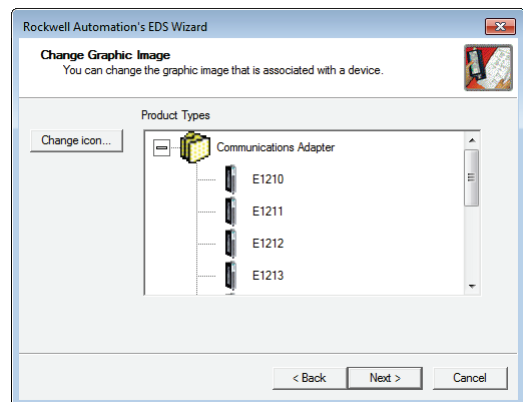 Rockwell Automation's EDS Wizard
Change Graphic Image
You can change the graphic image that is associated with a device.
Product Types
Change icon...
Communications Adapter
E1210
E1211
E1212
E1213
< Back
Next >
Cancel